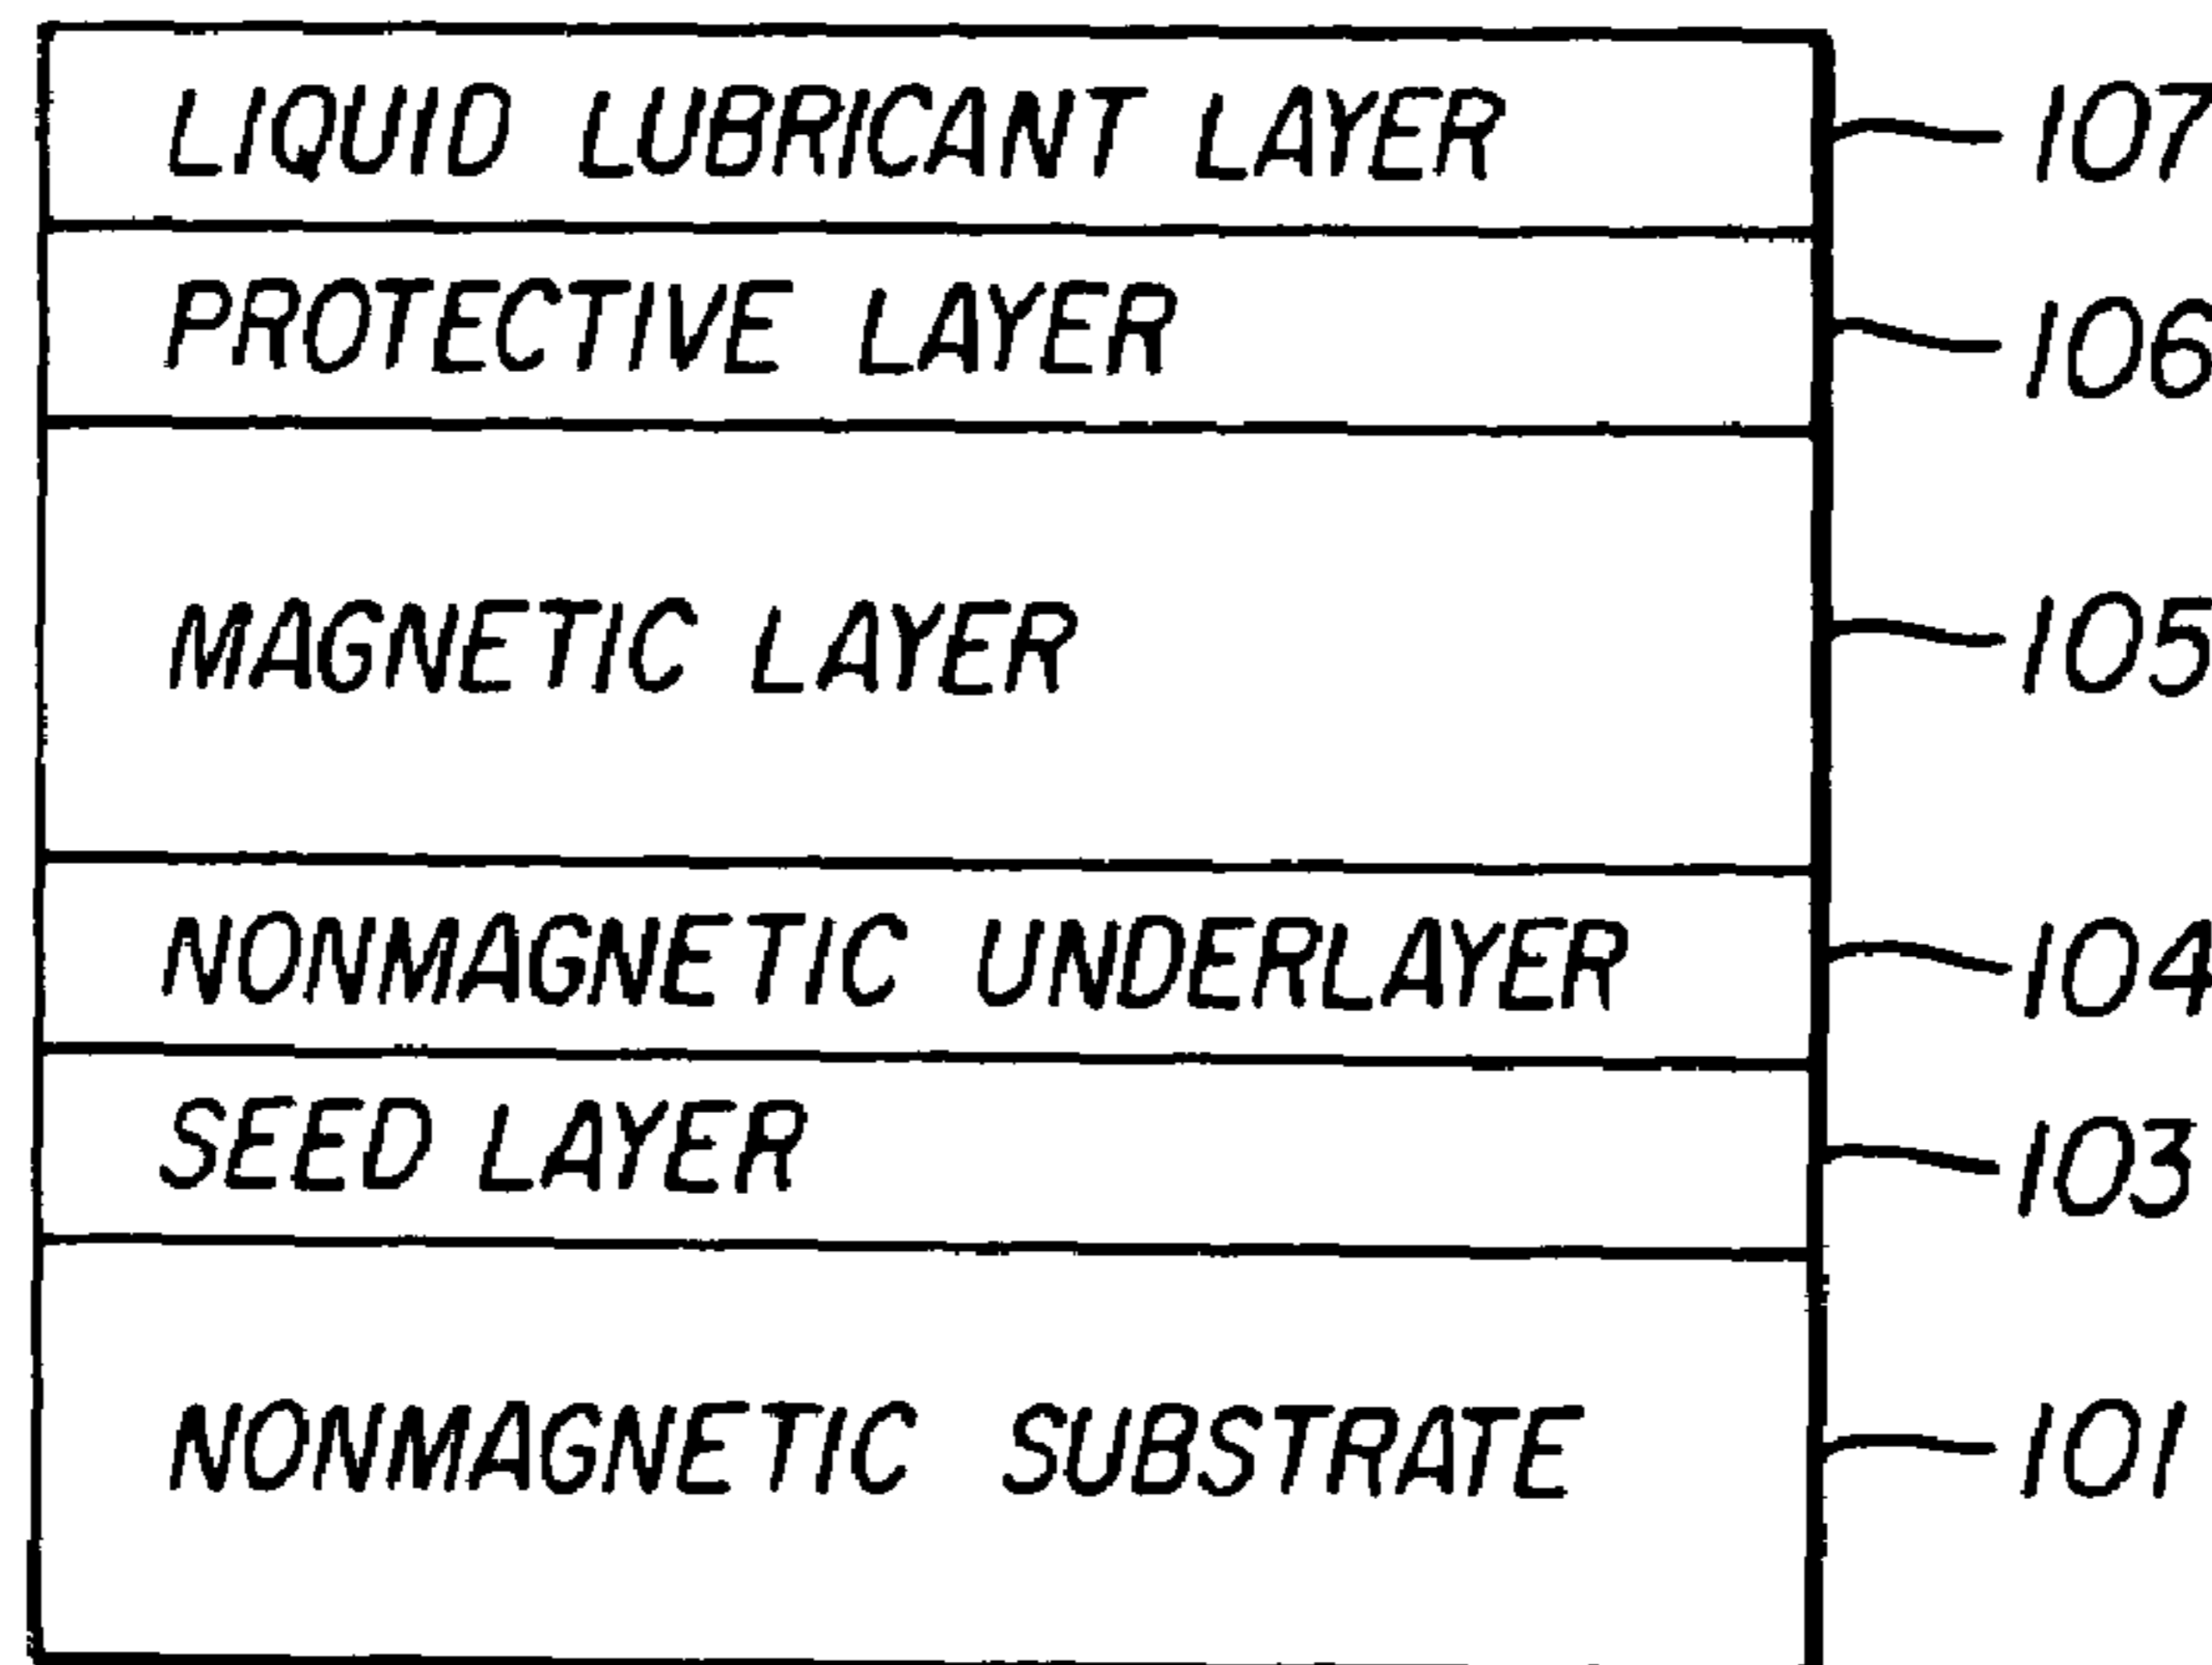 LIQUID LUBRICANT LAYER 107
PROTECTIVE LAYER 106
MAGNETIC LAYER 105
NONMAGNETIC UNDERLAYER 104
SEED LAYER 103
NONMAGNETIC SUBSTRATE 101